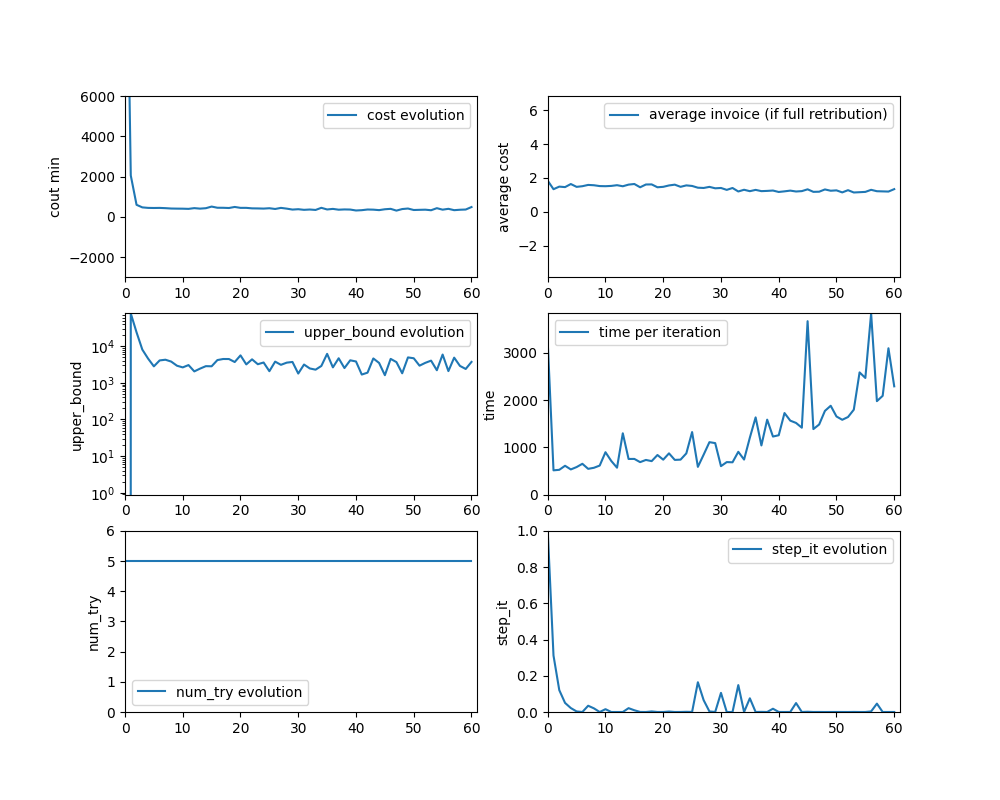 6000
4000
2000
0
−2000
cout min
cost evolution
0 10 20 30 40 50 60
6
4
2
0
−2
average cost
average invoice (if full retribution)
0 10 20 30 40 50 60
10^4
10^3
10^2
10^1
10^0
upper_bound
upper_bound evolution
0 10 20 30 40 50 60
3000
2000
1000
0
time
time per iteration
0 10 20 30 40 50 60
6
5
4
3
2
1
0
num_try
num_try evolution
0 10 20 30 40 50 60
1.0
0.8
0.6
0.4
0.2
0.0
step_it
step_it evolution
0 10 20 30 40 50 60